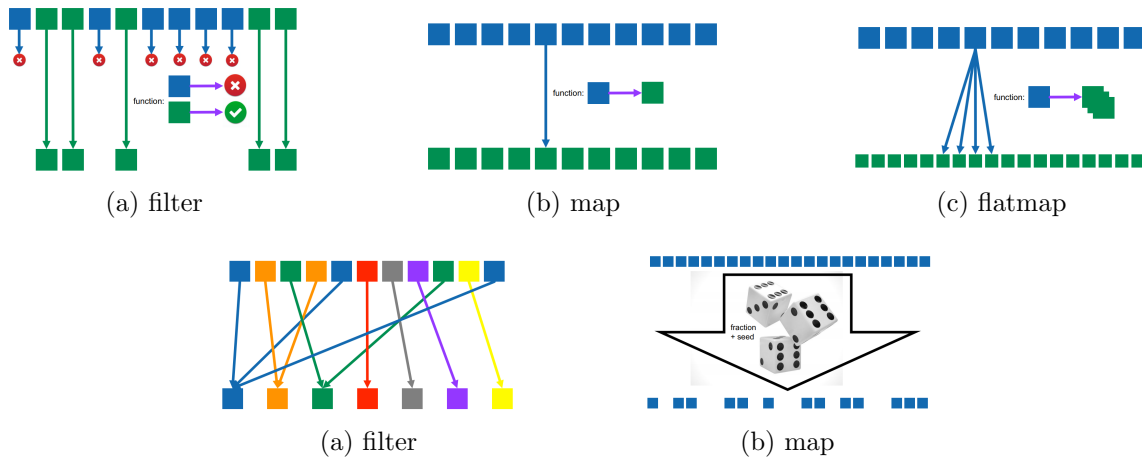 function:
function:
function:
(a) filter
(b) map
(c) flatmap
fraction
+ seed
(a) filter
(b) map